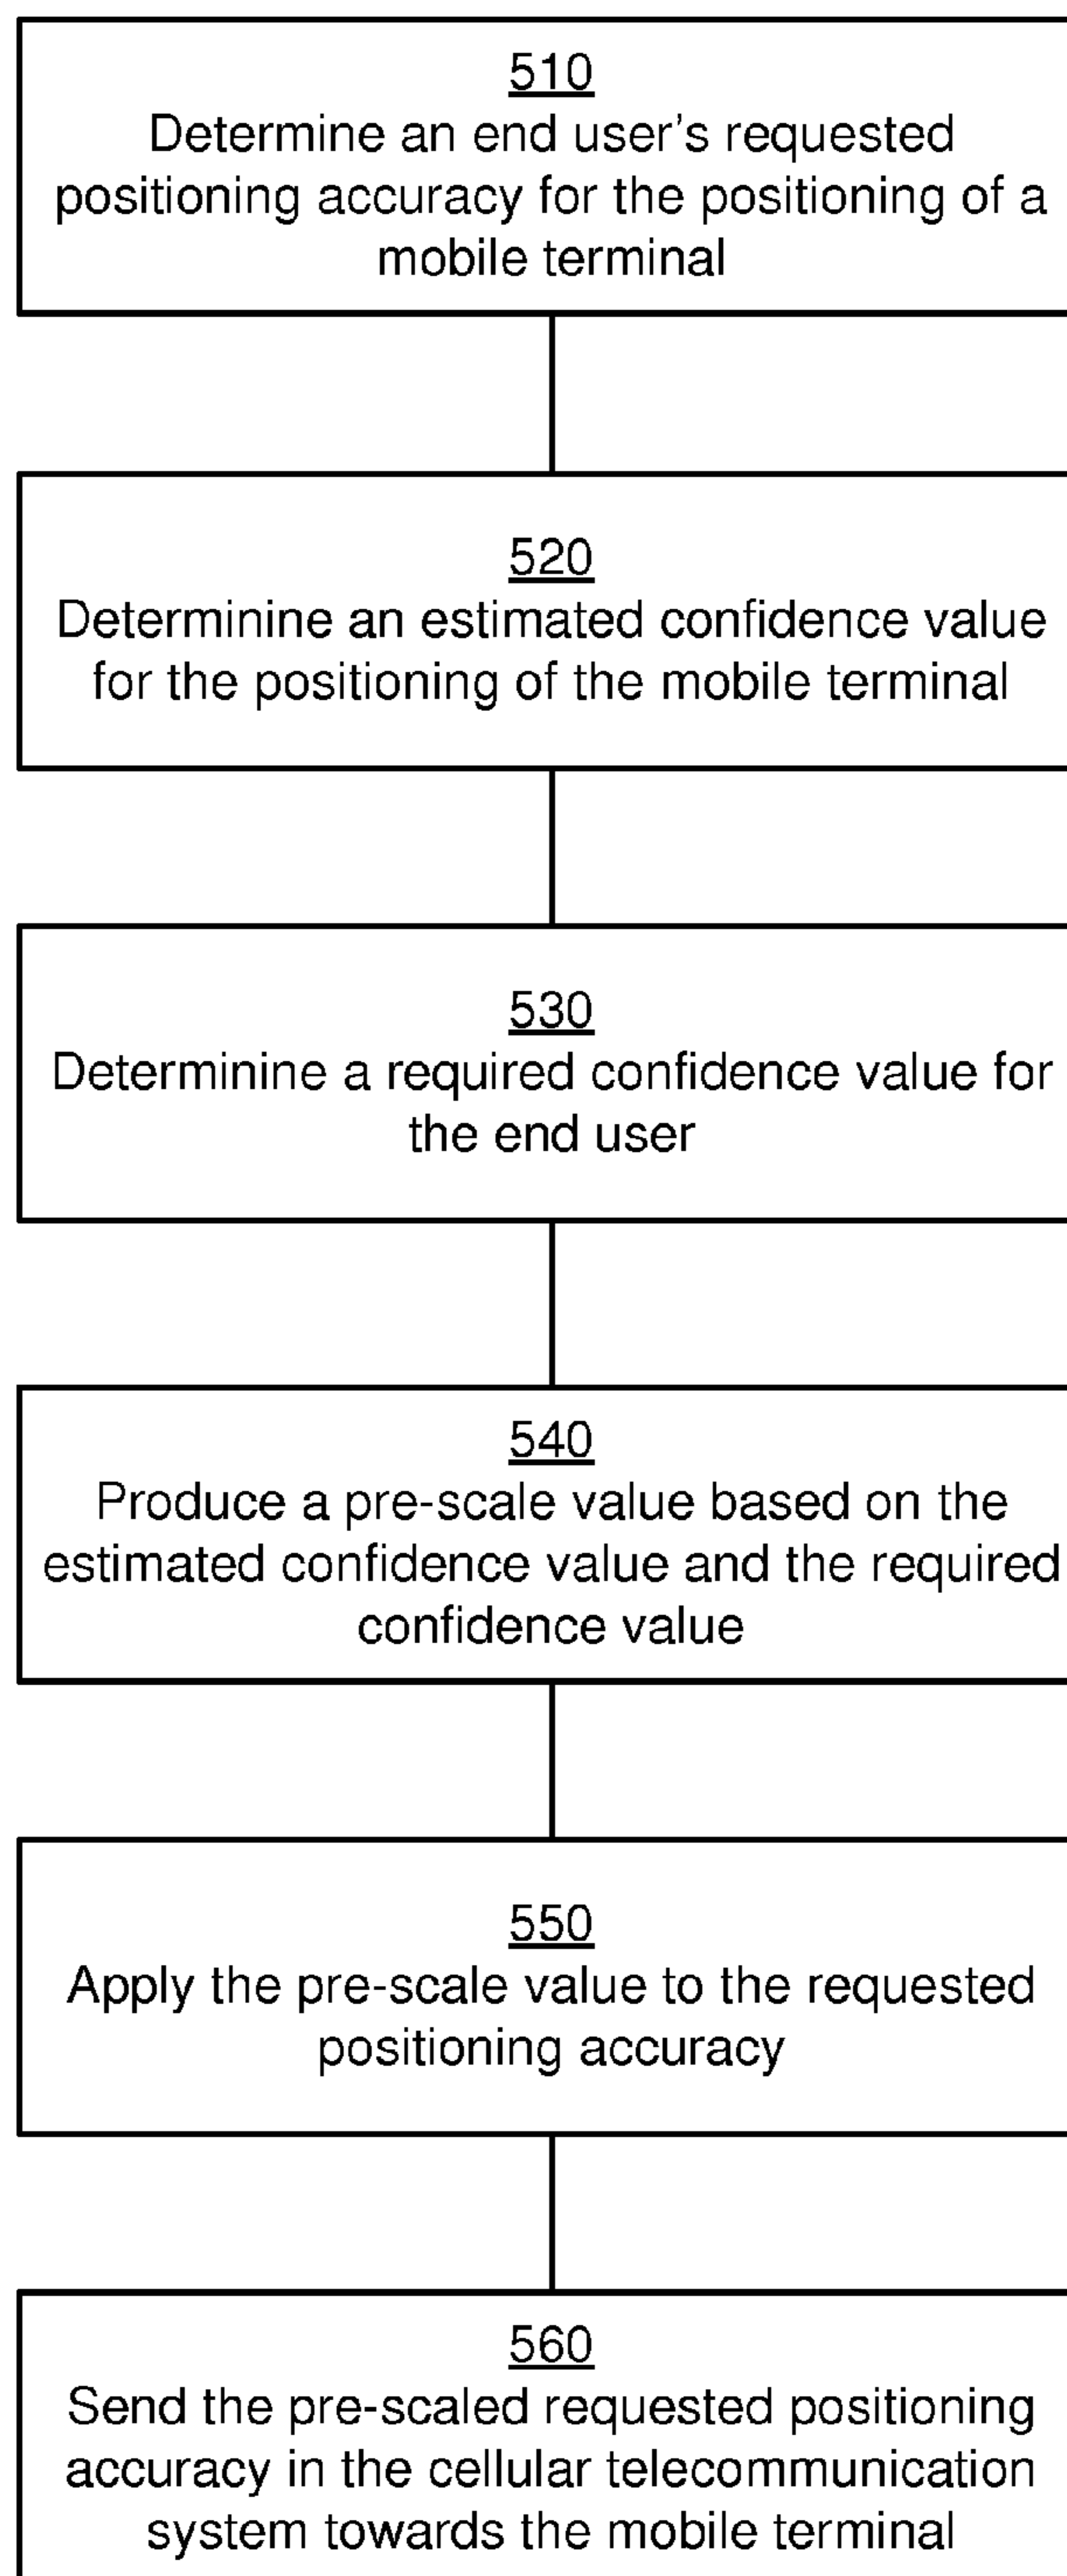 510
Determine an end user's requested
positioning accuracy for the positioning of a
mobile terminal
520
Determinine an estimated confidence value
for the positioning of the mobile terminal
530
Determinine a required confidence value for
the end user
540
Produce a pre-scale value based on the
estimated confidence value and the required
confidence value
550
Apply the pre-scale value to the requested
positioning accuracy
560
Send the pre-scaled requested positioning
accuracy in the cellular telecommunication
system towards the mobile terminal